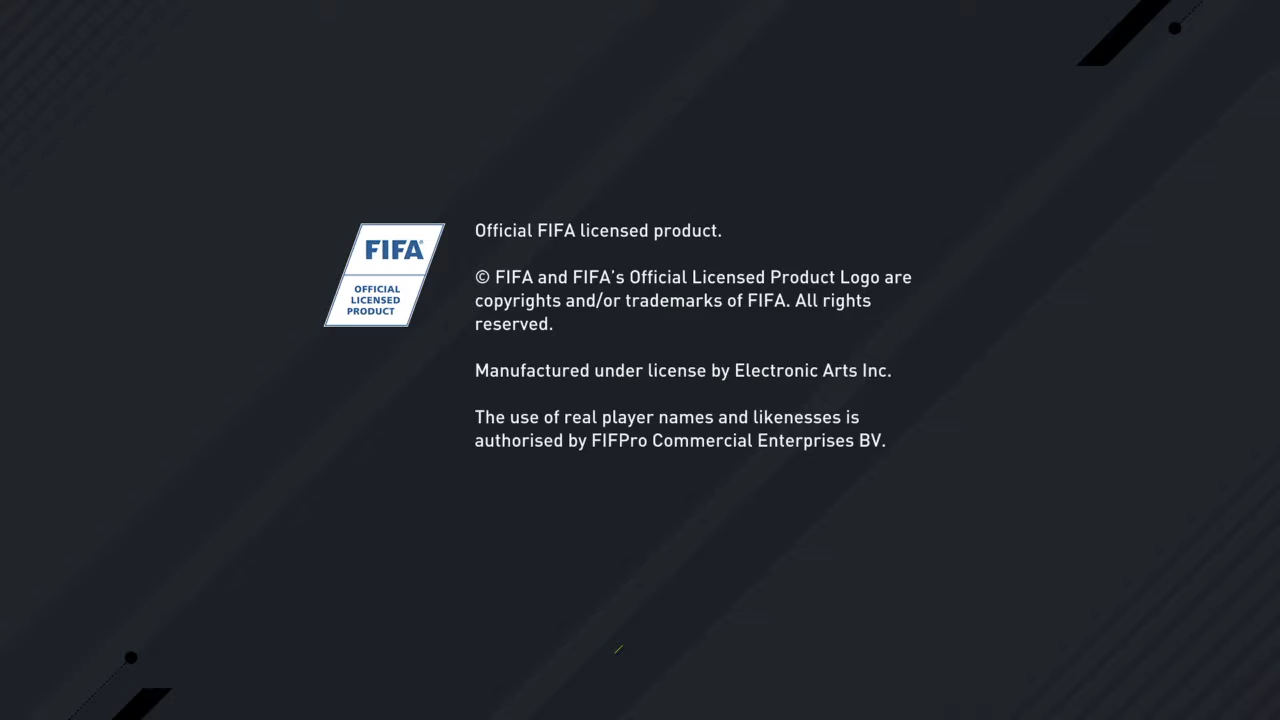 FIFA®
OFFICIAL
LICENSED
PRODUCT
Official FIFA licensed product.
© FIFA and FIFA’s Official Licensed Product Logo are
copyrights and/or trademarks of FIFA. All rights
reserved.
Manufactured under license by Electronic Arts Inc.
The use of real player names and likenesses is
authorised by FIFPro Commercial Enterprises BV.